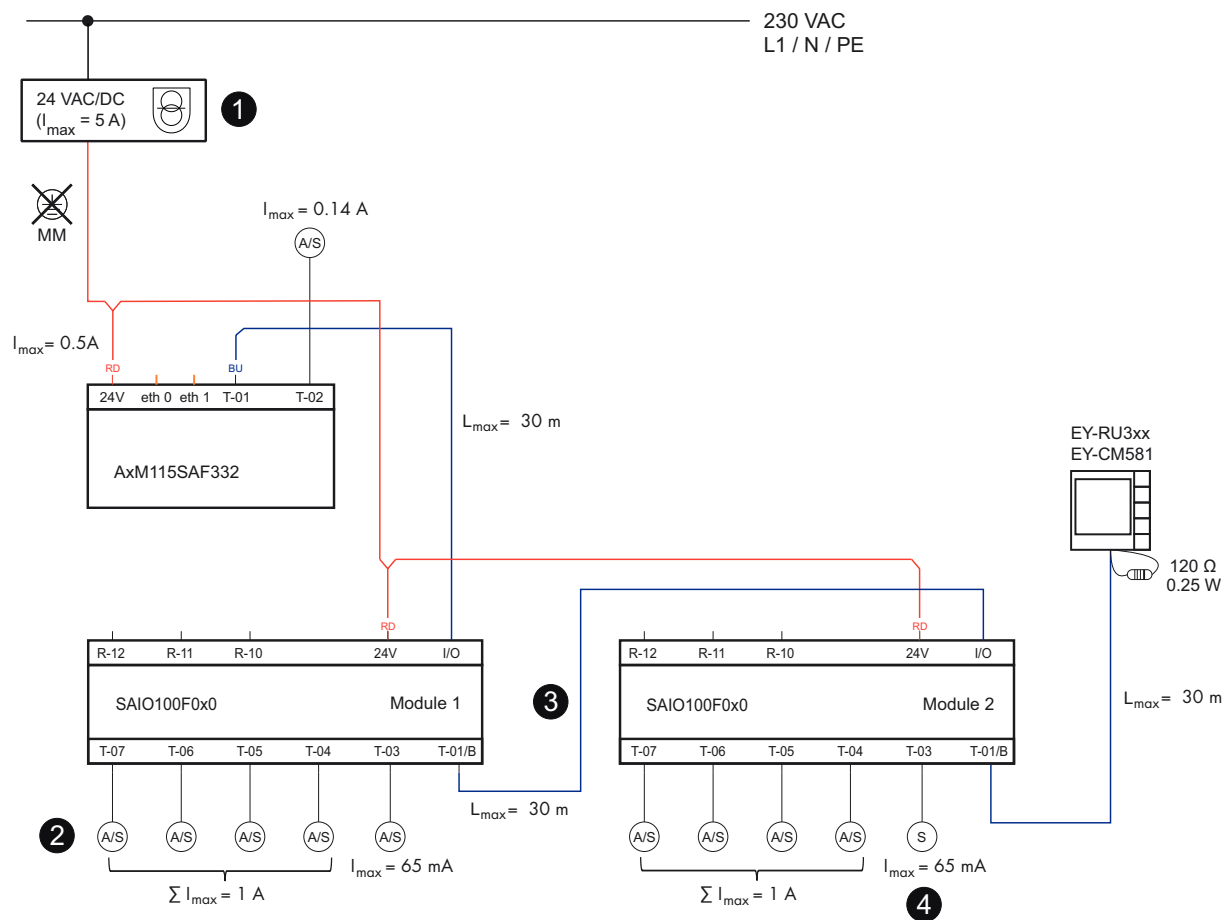 230 VAC
L1 / N / PE
24 VAC/DC
(Imax = 5 A)
1
MM
Imax = 0.14 A
A/S
Imax = 0.5A
RD
BU
24V eth 0 eth 1 T-01 T-02
AxM115SAF332
Lmax = 30 m
EY-RU3xx
EY-CM581
120 Ω
0.25 W
RD
RD
R-12 R-11 R-10 24V I/O
SAIO100F0x0 Module 1
T-07 T-06 T-05 T-04 T-03 T-01/B
3
R-12 R-11 R-10 24V I/O
SAIO100F0x0 Module 2
T-07 T-06 T-05 T-04 T-03 T-01/B
Lmax = 30 m
Lmax = 30 m
2
A/S A/S A/S A/S A/S
Imax = 65 mA
∑ Imax = 1 A
A/S A/S A/S A/S S
Imax = 65 mA
∑ Imax = 1 A
4